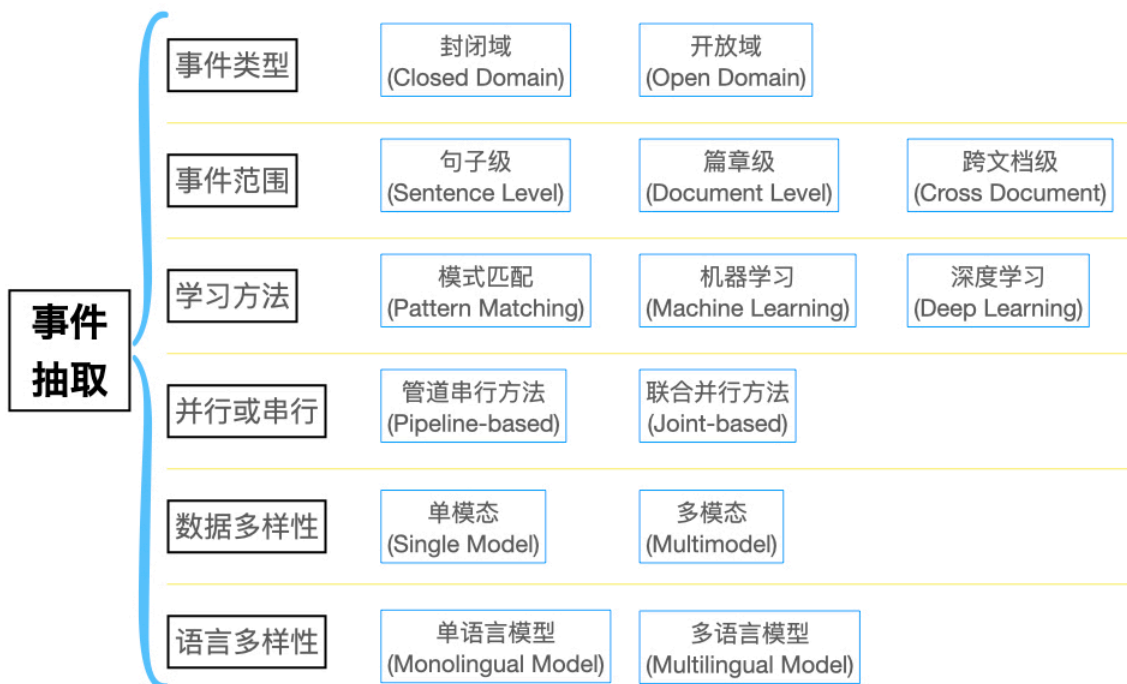 事件
抽取
事件类型
封闭域
(Closed Domain)
开放域
(Open Domain)
事件范围
句子级
(Sentence Level)
篇章级
(Document Level)
跨文档级
(Cross Document)
学习方法
模式匹配
(Pattern Matching)
机器学习
(Machine Learning)
深度学习
(Deep Learning)
并行或串行
管道串行方法
(Pipeline-based)
联合并行方法
(Joint-based)
数据多样性
单模态
(Single Model)
多模态
(Multimodel)
语言多样性
单语言模型
(Monolingual Model)
多语言模型
(Multilingual Model)